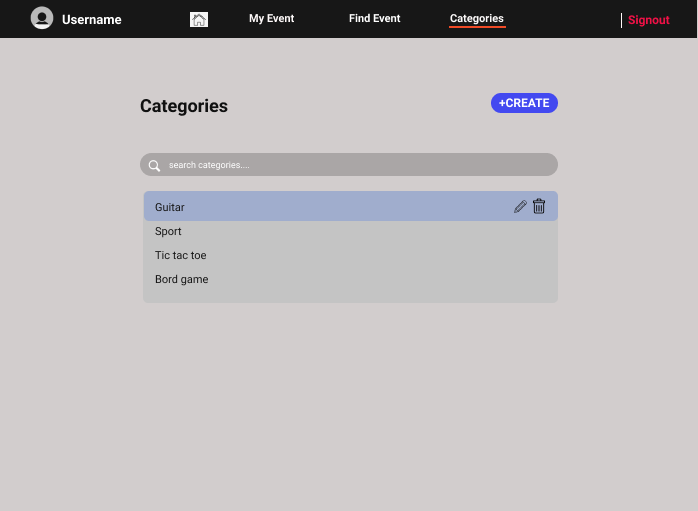 Username My Event Find Event Categories Signout
Categories +CREATE
search categories....
Guitar
Sport
Tic tac toe
Bord game